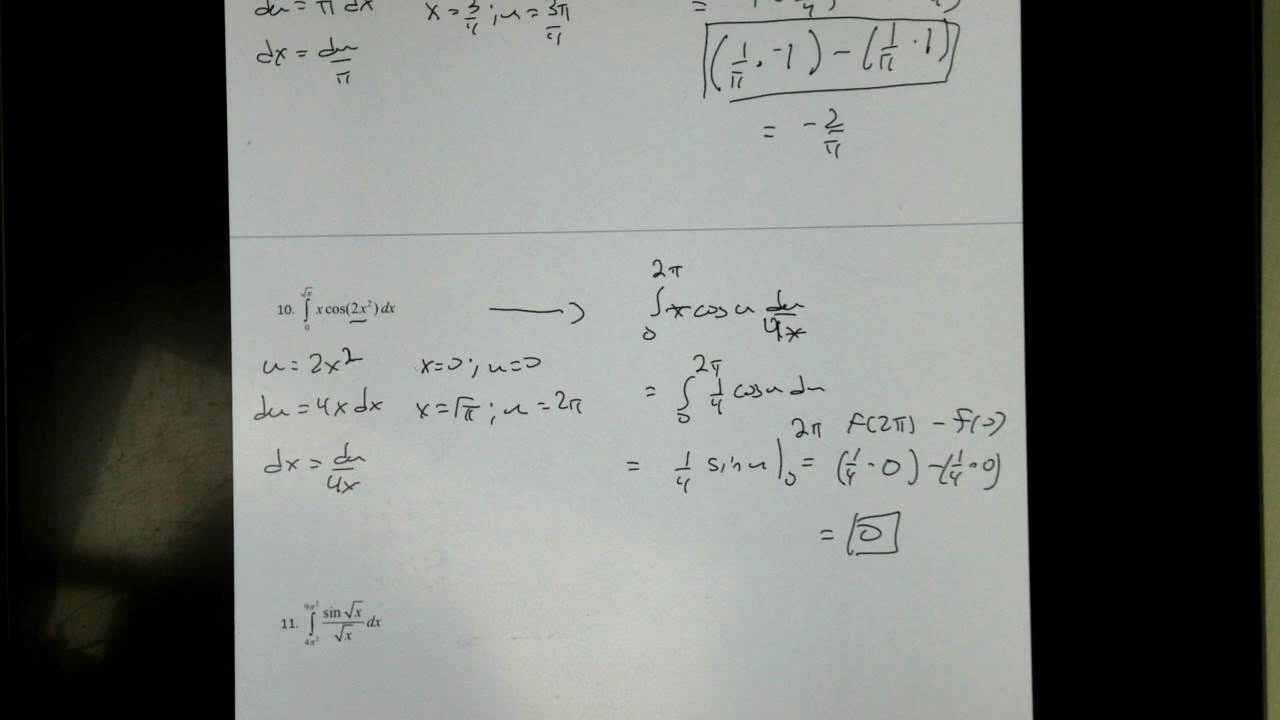 du = π dx
x = 3/4 ; u = 3π/4
dx = du/π
(1/π · -1) - (1/π · 1)
= -2/π
10. ∫₀^√π x cos(2x²) dx
∫₀^2π x cos u du/4x
u = 2x²
x=0 ; u=0
du = 4x dx
x = √π ; u = 2π
= ∫₀^2π 1/4 cos u du
F(2π) - F(0)
dx = du/4x
= 1/4 sin u |₀^2π = (1/4 · 0) - (1/4 · 0)
= 0
11. ∫_4π²^9π² sin √x / √x dx